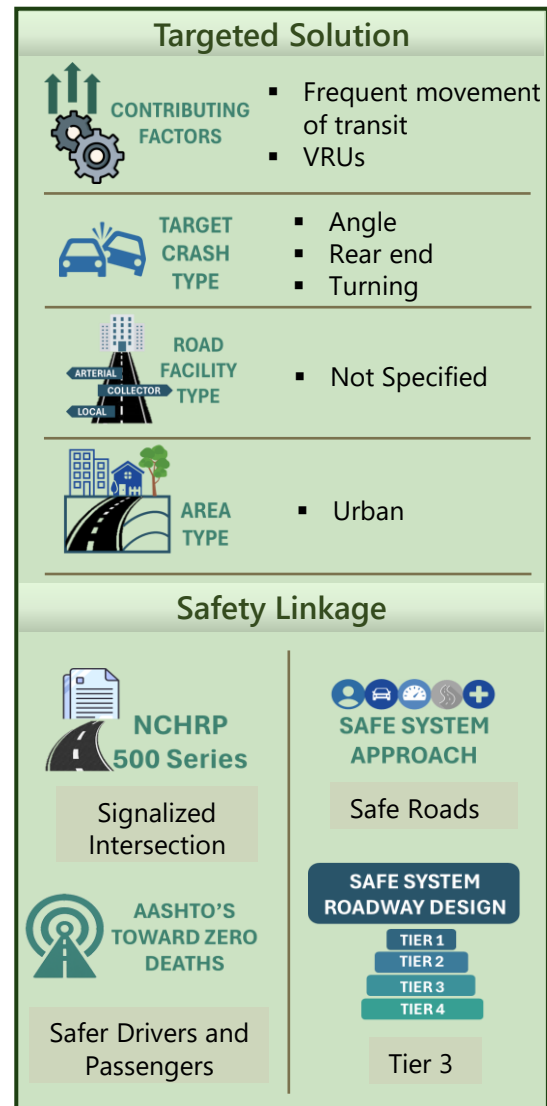 Targeted Solution
CONTRIBUTING
FACTORS
▪ Frequent movement
of transit
▪ VRUs
TARGET
CRASH
TYPE
▪ Angle
▪ Rear end
▪ Turning
ARTERIAL
COLLECTOR
LOCAL
ROAD
FACILITY
TYPE
▪ Not Specified
AREA
TYPE
▪ Urban
Safety Linkage
NCHRP
500 Series
Signalized
Intersection
SAFE SYSTEM
APPROACH
Safe Roads
AASHTO'S
TOWARD ZERO
DEATHS
Safer Drivers and
Passengers
SAFE SYSTEM
ROADWAY DESIGN
TIER 1
TIER 2
TIER 3
TIER 4
Tier 3